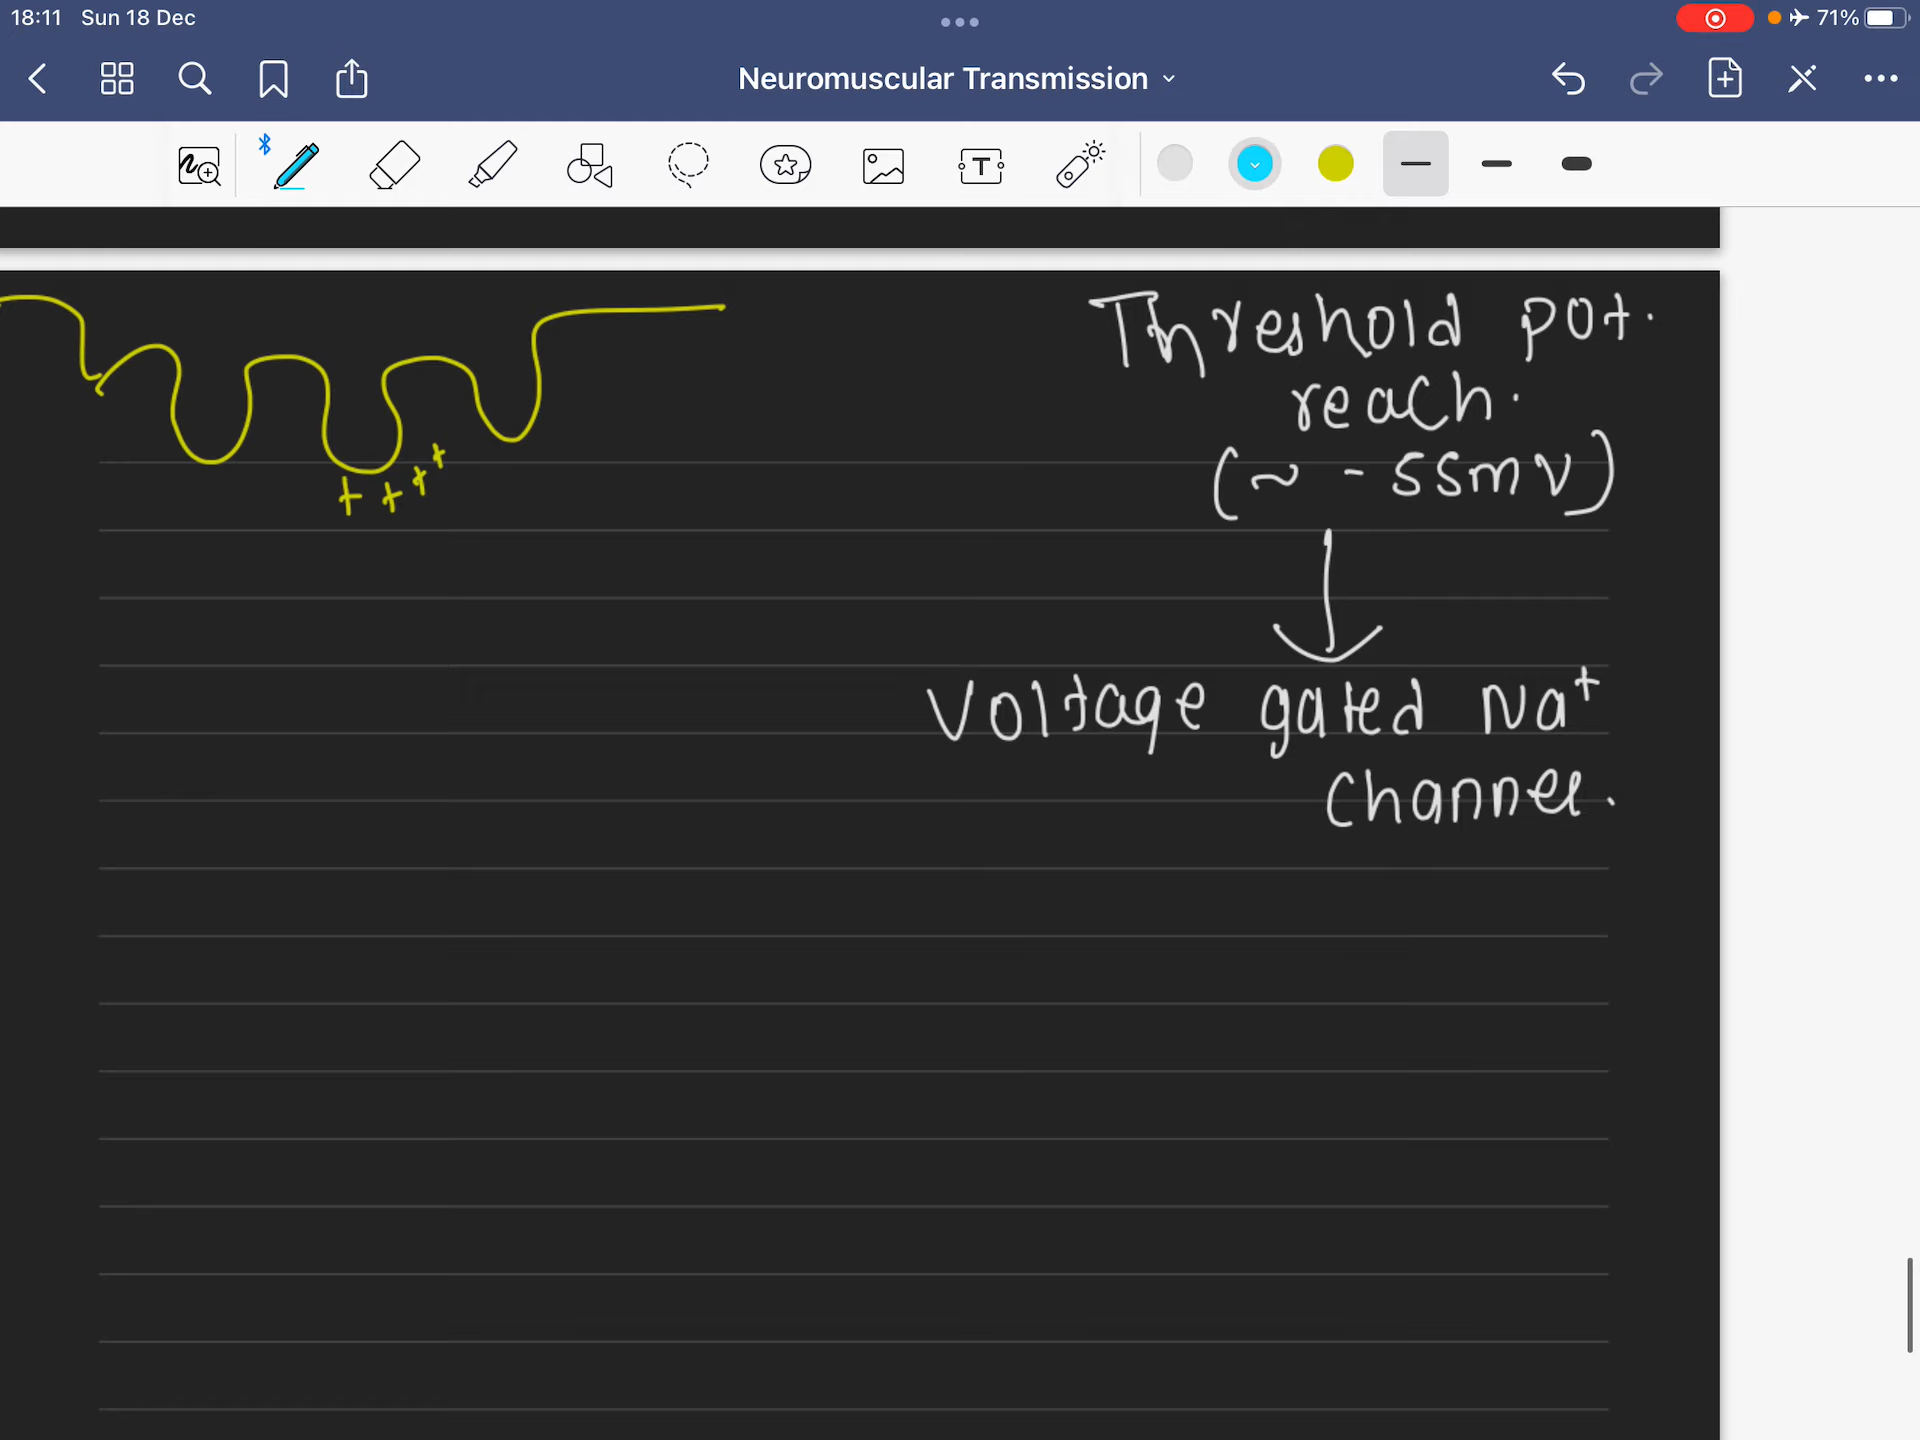 18:11 Sun 18 Dec
71%
Neuromuscular Transmission
T
Threshold pot.
reach.
(~ -55mV)
+ + + +
Voltage gated Na+
channel.